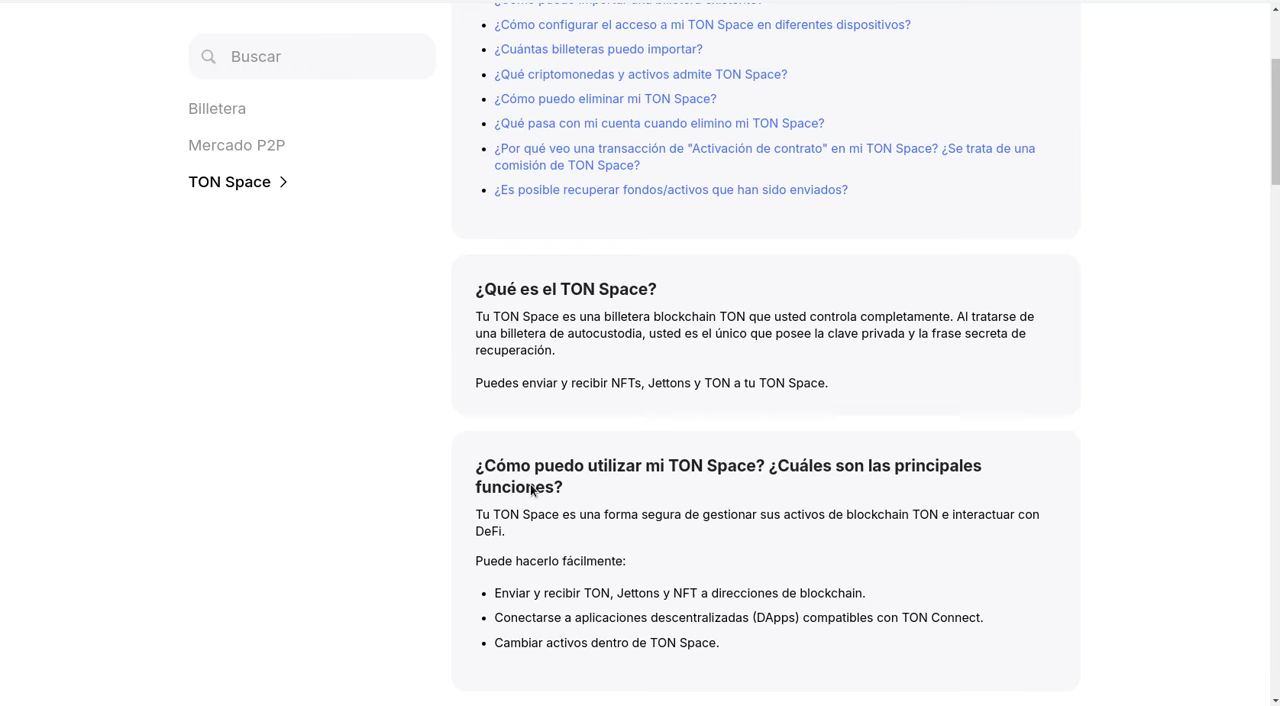 Buscar
Billetera
Mercado P2P
TON Space
¿Cómo configurar el acceso a mi TON Space en diferentes dispositivos?
¿Cuántas billeteras puedo importar?
¿Qué criptomonedas y activos admite TON Space?
¿Cómo puedo eliminar mi TON Space?
¿Qué pasa con mi cuenta cuando elimino mi TON Space?
¿Por qué veo una transacción de "Activación de contrato" en mi TON Space? ¿Se trata de una
comisión de TON Space?
¿Es posible recuperar fondos/activos que han sido enviados?
¿Qué es el TON Space?
Tu TON Space es una billetera blockchain TON que usted controla completamente. Al tratarse de
una billetera de autocustodia, usted es el único que posee la clave privada y la frase secreta de
recuperación.
Puedes enviar y recibir NFTs, Jettons y TON a tu TON Space.
¿Cómo puedo utilizar mi TON Space? ¿Cuáles son las principales
funciones?
Tu TON Space es una forma segura de gestionar sus activos de blockchain TON e interactuar con
DeFi.
Puede hacerlo fácilmente:
Enviar y recibir TON, Jettons y NFT a direcciones de blockchain.
Conectarse a aplicaciones descentralizadas (DApps) compatibles con TON Connect.
Cambiar activos dentro de TON Space.